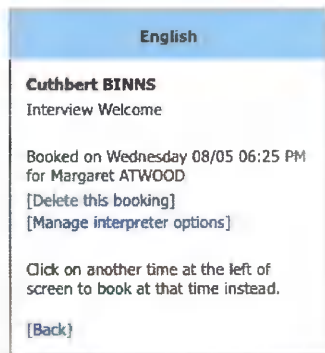 English
Cuthbert BINNS
Interview Welcome
Booked on Wednesday 08/05 06:25 PM
for Margaret ATWOOD
[Delete this booking]
[Manage interpreter options]
Click on another time at the left of
screen to book at that time instead.
[Back]